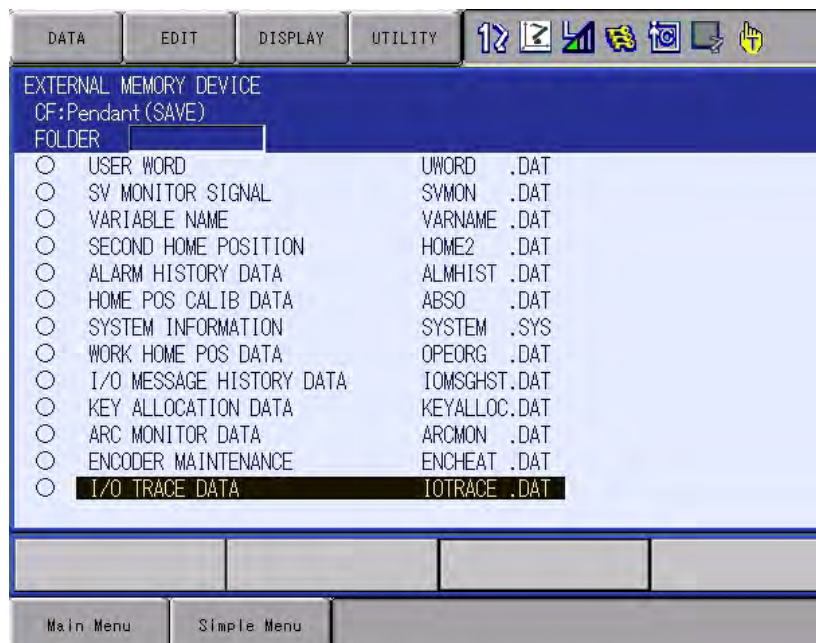 DATA EDIT DISPLAY UTILITY
EXTERNAL MEMORY DEVICE
CF:Pendant(SAVE)
FOLDER
USER WORD UWORD .DAT
SV MONITOR SIGNAL SVMON .DAT
VARIABLE NAME VARNAME .DAT
SECOND HOME POSITION HOME2 .DAT
ALARM HISTORY DATA ALMHIST .DAT
HOME POS CALIB DATA ABSO .DAT
SYSTEM INFORMATION SYSTEM .SYS
WORK HOME POS DATA OPEORG .DAT
I/O MESSAGE HISTORY DATA IOMSGHST.DAT
KEY ALLOCATION DATA KEYALLOC.DAT
ARC MONITOR DATA ARCMON .DAT
ENCODER MAINTENANCE ENCHEAT .DAT
I/O TRACE DATA IOTRACE .DAT
Main Menu Simple Menu